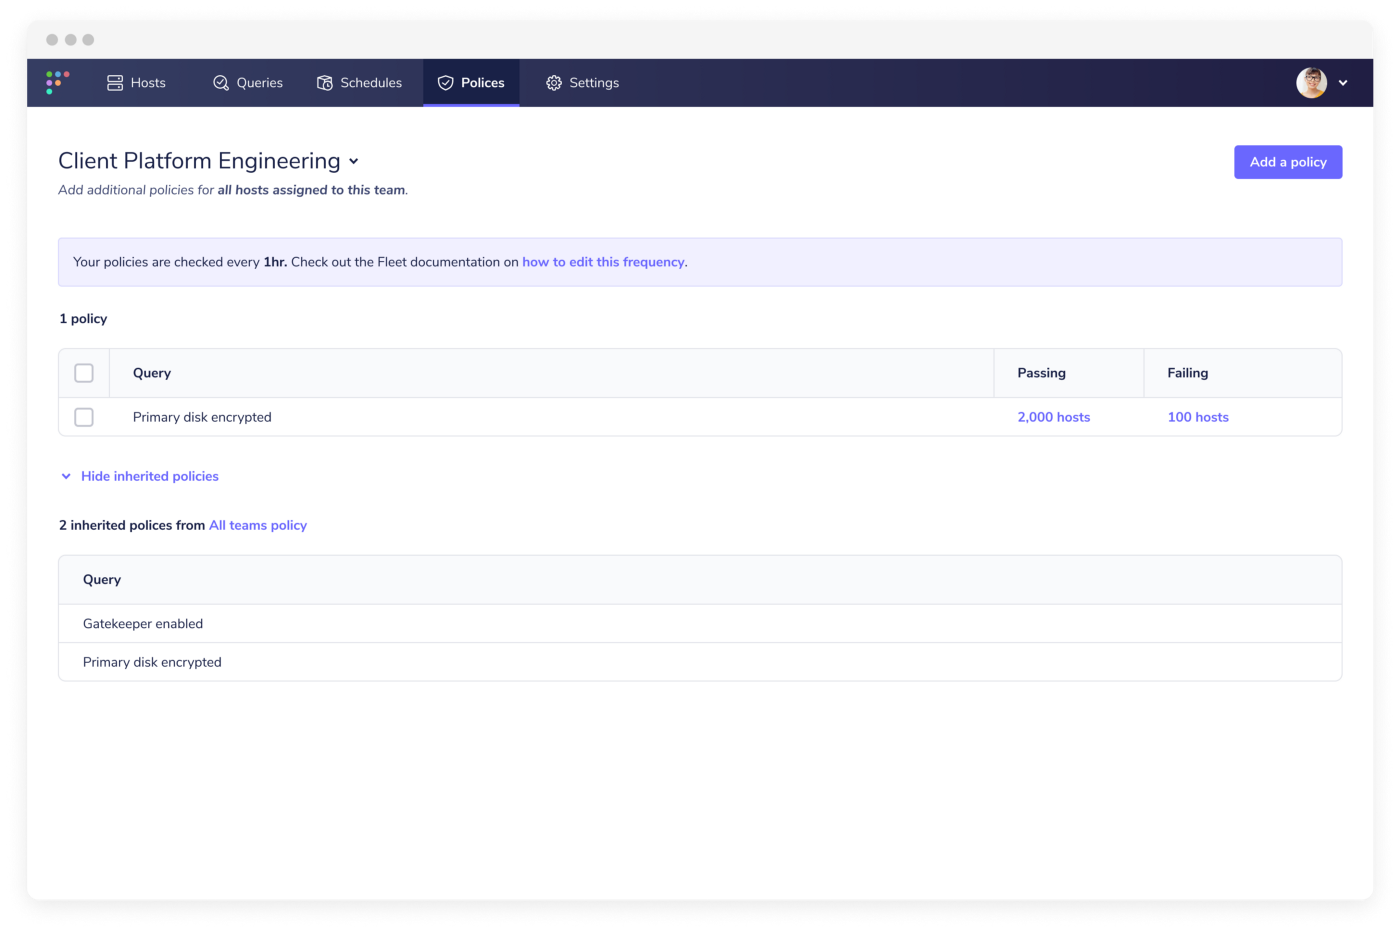 Hosts
Queries
Schedules
Polices
Settings
Client Platform Engineering
Add a policy
Add additional policies for all hosts assigned to this team.
Your policies are checked every 1hr. Check out the Fleet documentation on how to edit this frequency.
1 policy
Query Passing Failing
Primary disk encrypted 2,000 hosts 100 hosts
Hide inherited policies
2 inherited polices from All teams policy
Query
Gatekeeper enabled
Primary disk encrypted